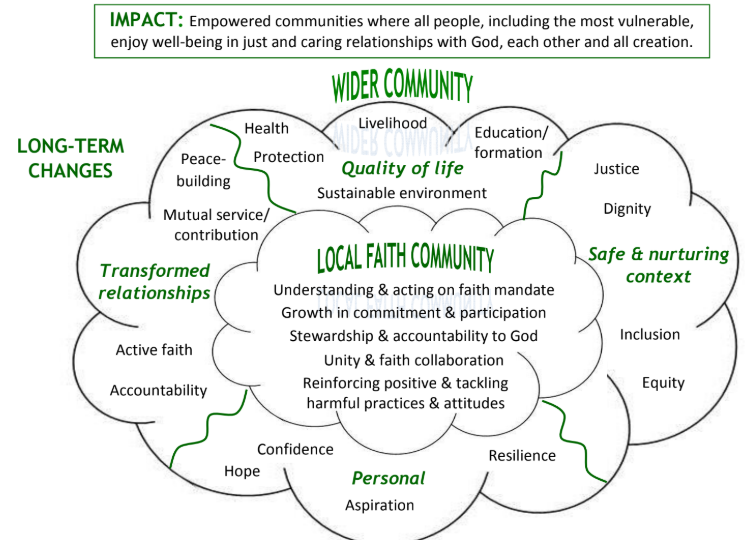 IMPACT: Empowered communities where all people, including the most vulnerable,
enjoy well-being in just and caring relationships with God, each other and all creation.
WIDER COMMUNITY
LONG-TERM
CHANGES
Health
Livelihood
Education/
formation
Peace-
building
Protection
Quality of life
Sustainable environment
Justice
Dignity
Mutual service/
contribution
Transformed
relationships
Active faith
Accountability
LOCAL FAITH COMMUNITY
Understanding & acting on faith mandate
Growth in commitment & participation
Stewardship & accountability to God
Unity & faith collaboration
Reinforcing positive & tackling
harmful practices & attitudes
Safe & nurturing
context
Inclusion
Equity
Confidence
Hope
Personal
Aspiration
Resilience